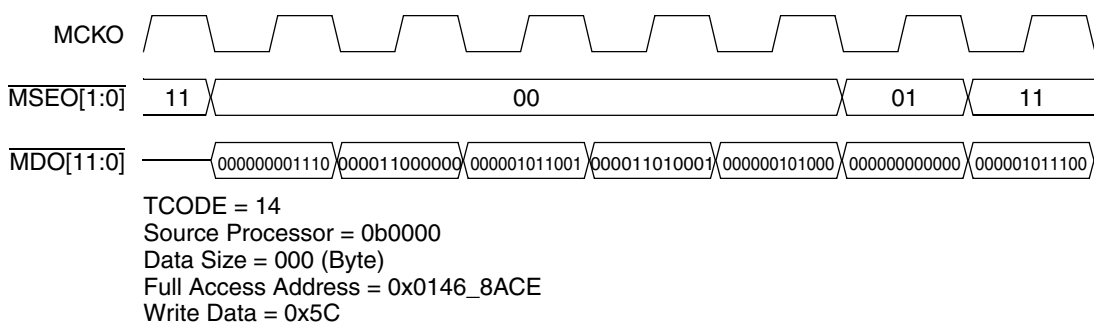 MCKO
MSEO[1:0] 11 00 01 11
MDO[11:0] 000000001110 000011000000 000001011001 000011010001 000000101000 000000000000 000001011100
TCODE = 14
Source Processor = 0b0000
Data Size = 000 (Byte)
Full Access Address = 0x0146_8ACE
Write Data = 0x5C